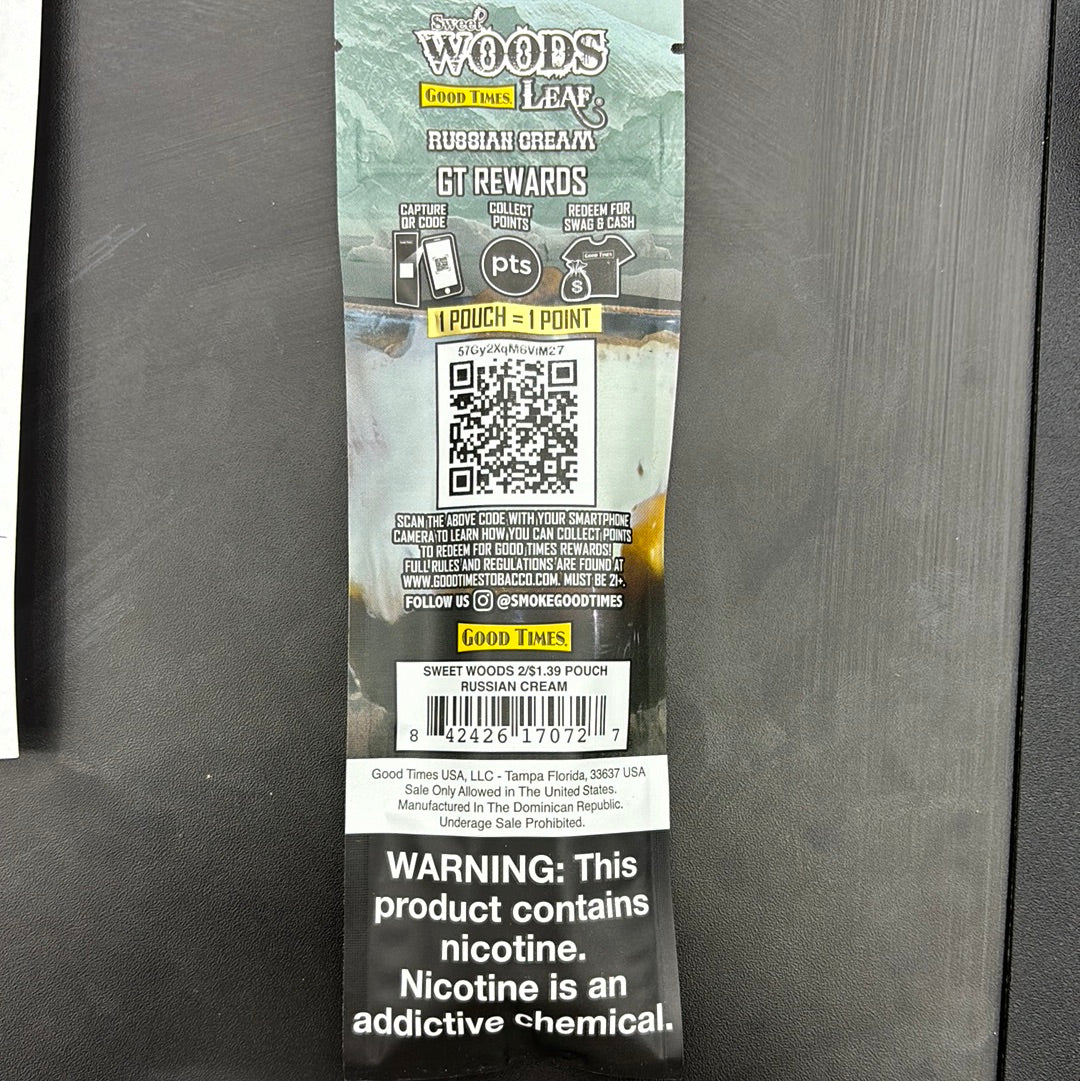 Sweet
WOODS
GOOD TIMES. LEAF
RUSSIAN CREAM
GT REWARDS
CAPTURE QR CODE
COLLECT POINTS
REDEEM FOR SWAG & CASH
pts
GOOD TIMES
$
1 POUCH = 1 POINT
57Gy2XqM6ViM27
SCAN THE ABOVE CODE WITH YOUR SMARTPHONE
CAMERA TO LEARN HOW YOU CAN COLLECT POINTS
TO REDEEM FOR GOOD TIMES REWARDS!
FULL RULES AND REGULATIONS ARE FOUND AT
WWW.GOODTIMESTOBACCO.COM. MUST BE 21+.
FOLLOW US @SMOKEGOODTIMES
GOOD TIMES.
SWEET WOODS 2/$1.39 POUCH
RUSSIAN CREAM
8 42426 17072 7
Good Times USA, LLC - Tampa Florida, 33637 USA
Sale Only Allowed in The United States.
Manufactured In The Dominican Republic.
Underage Sale Prohibited.
WARNING: This
product contains
nicotine.
Nicotine is an
addictive chemical.